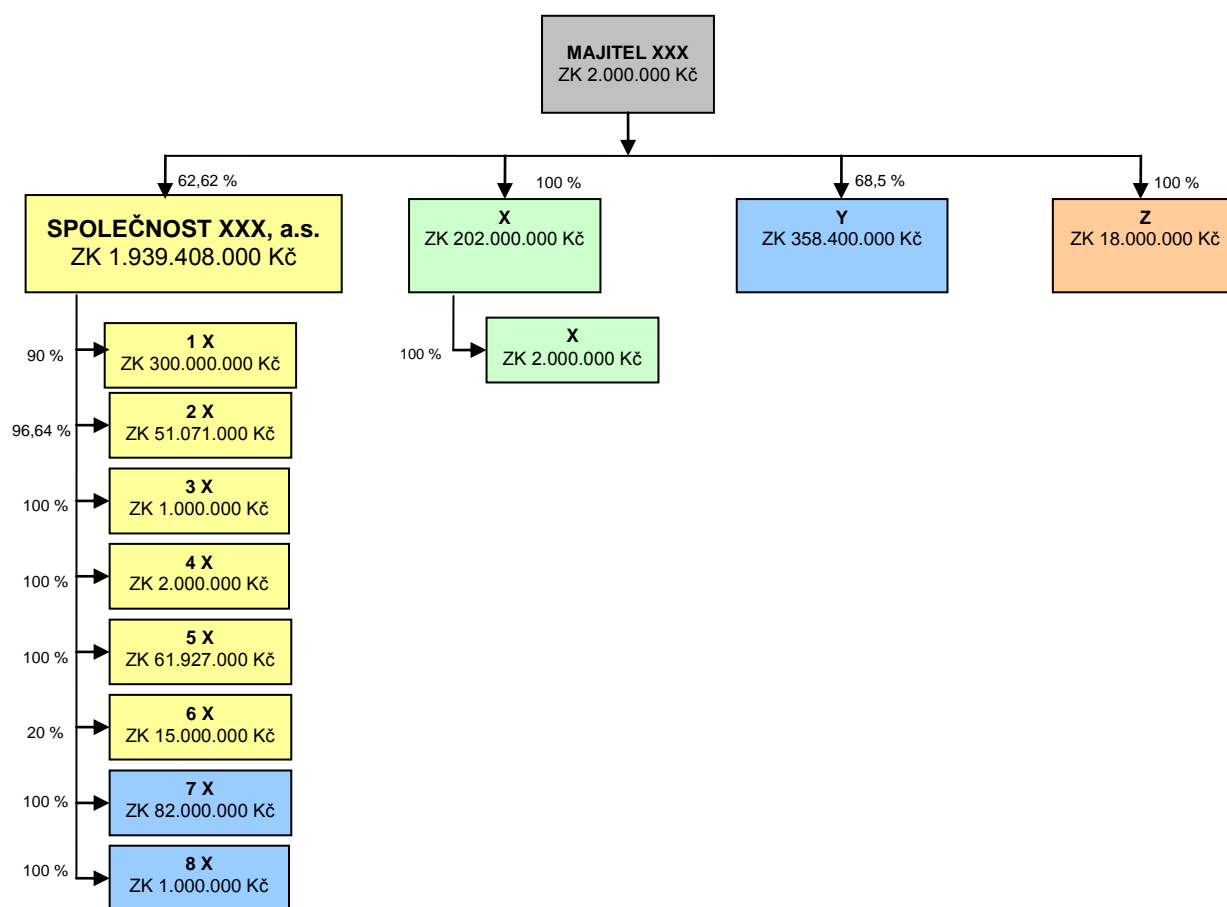 MAJITEL XXX
ZK 2.000.000 Kč
62,62 %
100 %
68,5 %
100 %
SPOLEČNOST XXX, a.s.
ZK 1.939.408.000 Kč
X
ZK 202.000.000 Kč
Y
ZK 358.400.000 Kč
Z
ZK 18.000.000 Kč
90 %
1 X
ZK 300.000.000 Kč
100 %
X
ZK 2.000.000 Kč
96,64 %
2 X
ZK 51.071.000 Kč
100 %
3 X
ZK 1.000.000 Kč
100 %
4 X
ZK 2.000.000 Kč
100 %
5 X
ZK 61.927.000 Kč
20 %
6 X
ZK 15.000.000 Kč
100 %
7 X
ZK 82.000.000 Kč
100 %
8 X
ZK 1.000.000 Kč